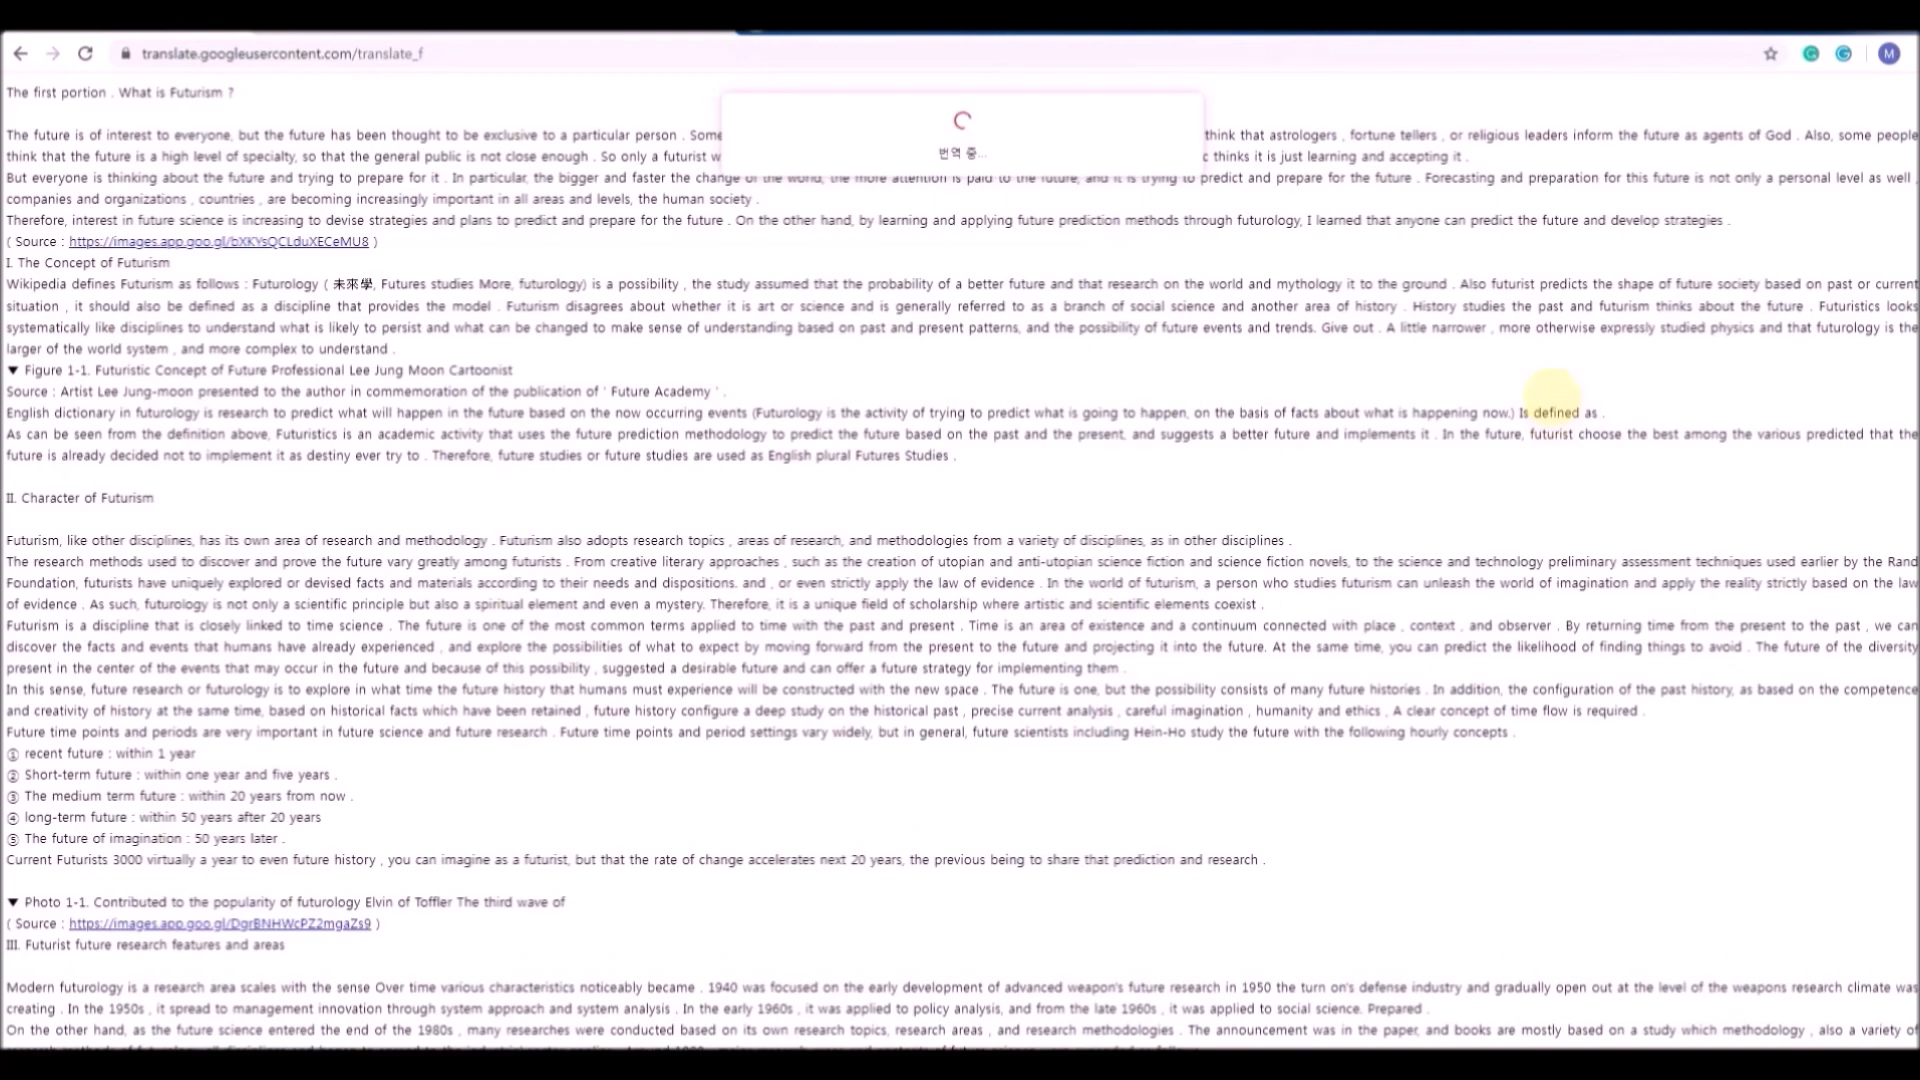 translate.googleusercontent.com/translate_f
M
The first portion . What is Futurism ?
번역 중...
The future is of interest to everyone, but the future has been thought to be exclusive to a particular person . Some think that astrologers , fortune tellers , or religious leaders inform the future as agents of God . Also, some people
think that the future is a high level of specialty, so that the general public is not close enough . So only a futurist w c thinks it is just learning and accepting it .
But everyone is thinking about the future and trying to prepare for it . In particular, the bigger and faster the change of the world, the more attention is paid to the future, and it is trying to predict and prepare for the future . Forecasting and preparation for this future is not only a personal level as well ,
companies and organizations , countries , are becoming increasingly important in all areas and levels, the human society .
Therefore, interest in future science is increasing to devise strategies and plans to predict and prepare for the future . On the other hand, by learning and applying future prediction methods through futurology, I learned that anyone can predict the future and develop strategies .
( Source : https://images.app.goo.gl/bXKYsQCLduXECeMU8 )
I. The Concept of Futurism
Wikipedia defines Futurism as follows : Futurology ( 未來學, Futures studies More, futurology) is a possibility , the study assumed that the probability of a better future and that research on the world and mythology it to the ground . Also futurist predicts the shape of future society based on past or current
situation , it should also be defined as a discipline that provides the model . Futurism disagrees about whether it is art or science and is generally referred to as a branch of social science and another area of history . History studies the past and futurism thinks about the future . Futuristics looks
systematically like disciplines to understand what is likely to persist and what can be changed to make sense of understanding based on past and present patterns, and the possibility of future events and trends. Give out . A little narrower , more otherwise expressly studied physics and that futurology is the
larger of the world system , and more complex to understand .
▼ Figure 1-1. Futuristic Concept of Future Professional Lee Jung Moon Cartoonist
Source : Artist Lee Jung-moon presented to the author in commemoration of the publication of ' Future Academy ' .
English dictionary in futurology is research to predict what will happen in the future based on the now occurring events (Futurology is the activity of trying to predict what is going to happen, on the basis of facts about what is happening now.) Is defined as .
As can be seen from the definition above, Futuristics is an academic activity that uses the future prediction methodology to predict the future based on the past and the present, and suggests a better future and implements it . In the future, futurist choose the best among the various predicted that the
future is already decided not to implement it as destiny ever try to . Therefore, future studies or future studies are used as English plural Futures Studies .
II. Character of Futurism
Futurism, like other disciplines, has its own area of research and methodology . Futurism also adopts research topics , areas of research, and methodologies from a variety of disciplines, as in other disciplines .
The research methods used to discover and prove the future vary greatly among futurists . From creative literary approaches , such as the creation of utopian and anti-utopian science fiction and science fiction novels, to the science and technology preliminary assessment techniques used earlier by the Rand
Foundation, futurists have uniquely explored or devised facts and materials according to their needs and dispositions. and , or even strictly apply the law of evidence . In the world of futurism, a person who studies futurism can unleash the world of imagination and apply the reality strictly based on the law
of evidence . As such, futurology is not only a scientific principle but also a spiritual element and even a mystery. Therefore, it is a unique field of scholarship where artistic and scientific elements coexist .
Futurism is a discipline that is closely linked to time science . The future is one of the most common terms applied to time with the past and present . Time is an area of existence and a continuum connected with place , context , and observer . By returning time from the present to the past , we can
discover the facts and events that humans have already experienced , and explore the possibilities of what to expect by moving forward from the present to the future and projecting it into the future. At the same time, you can predict the likelihood of finding things to avoid . The future of the diversity
present in the center of the events that may occur in the future and because of this possibility , suggested a desirable future and can offer a future strategy for implementing them .
In this sense, future research or futurology is to explore in what time the future history that humans must experience will be constructed with the new space . The future is one, but the possibility consists of many future histories . In addition, the configuration of the past history, as based on the competence
and creativity of history at the same time, based on historical facts which have been retained , future history configure a deep study on the historical past , precise current analysis , careful imagination , humanity and ethics , A clear concept of time flow is required .
Future time points and periods are very important in future science and future research . Future time points and period settings vary widely, but in general, future scientists including Hein-Ho study the future with the following hourly concepts .
① recent future : within 1 year
② Short-term future : within one year and five years .
③ The medium term future : within 20 years from now .
④ long-term future : within 50 years after 20 years
⑤ The future of imagination : 50 years later .
Current Futurists 3000 virtually a year to even future history , you can imagine as a futurist, but that the rate of change accelerates next 20 years, the previous being to share that prediction and research .
▼ Photo 1-1. Contributed to the popularity of futurology Elvin of Toffler The third wave of
( Source : https://images.app.goo.gl/DgrBNHWcPZ2mgaZs9 )
III. Futurist future research features and areas
Modern futurology is a research area scales with the sense Over time various characteristics noticeably became . 1940 was focused on the early development of advanced weapon's future research in 1950 the turn on's defense industry and gradually open out at the level of the weapons research climate was
creating . In the 1950s , it spread to management innovation through system approach and system analysis . In the early 1960s , it was applied to policy analysis, and from the late 1960s , it was applied to social science. Prepared .
On the other hand, as the future science entered the end of the 1980s , many researches were conducted based on its own research topics, research areas , and research methodologies . The announcement was in the paper, and books are mostly based on a study which methodology , also a variety of